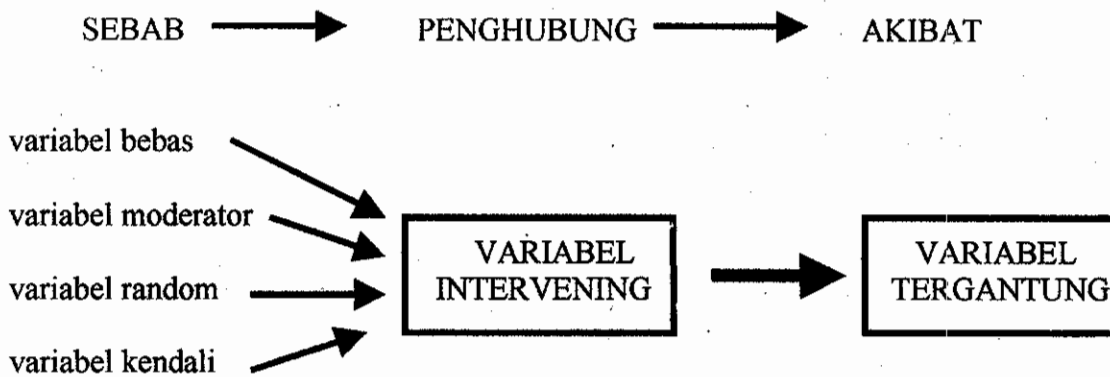 SEBAB PENGHUBUNG AKIBAT
variabel bebas
variabel moderator
variabel random
variabel kendali
VARIABEL
INTERVENING
VARIABEL
TERGANTUNG